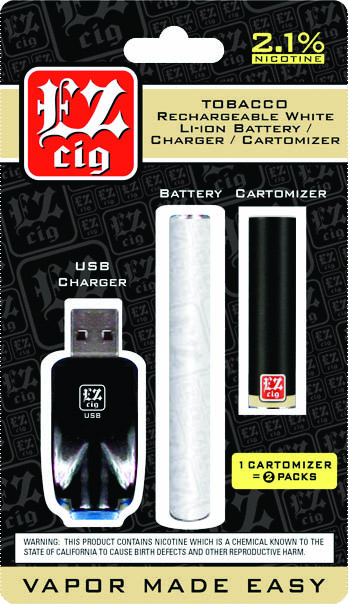 2.1%
NICOTINE
EZ
cig
TOBACCO
RECHARGEABLE WHITE
LI-ION BATTERY /
CHARGER / CARTOMIZER
BATTERY
CARTOMIZER
USB
CHARGER
EZ
cig
USB
EZ
cig
1 CARTOMIZER
= 2 PACKS
WARNING: THIS PRODUCT CONTAINS NICOTINE WHICH IS A CHEMICAL KNOWN TO THE
STATE OF CALIFORNIA TO CAUSE BIRTH DEFECTS AND OTHER REPRODUCTIVE HARM.
VAPOR MADE EASY